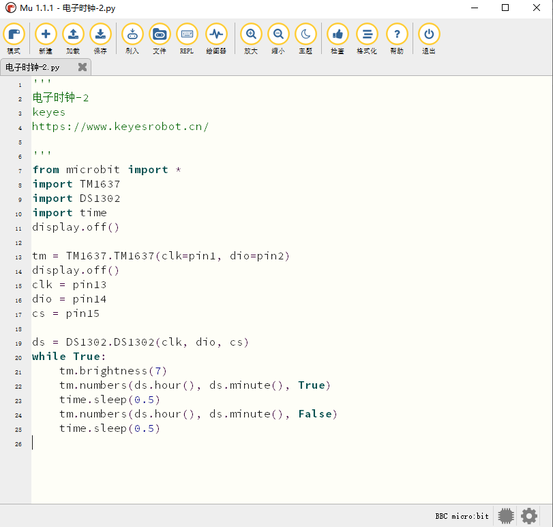 Mu 1.1.1 - 电子时钟-2.py
模式 新建 加载 保存 刷入 文件 REPL 绘图器 放大 缩小 主题 检查 格式化 帮助 退出
电子时钟-2.py
1 '''
2 电子时钟-2
3 keyes
4 https://www.keyesrobot.cn/
5
6 '''
7 from microbit import *
8 import TM1637
9 import DS1302
10 import time
11 display.off()
12
13 tm = TM1637.TM1637(clk=pin1, dio=pin2)
14 display.off()
15 clk = pin13
16 dio = pin14
17 cs = pin15
18
19 ds = DS1302.DS1302(clk, dio, cs)
20 while True:
21     tm.brightness(7)
22     tm.numbers(ds.hour(), ds.minute(), True)
23     time.sleep(0.5)
24     tm.numbers(ds.hour(), ds.minute(), False)
25     time.sleep(0.5)
26
BBC micro:bit